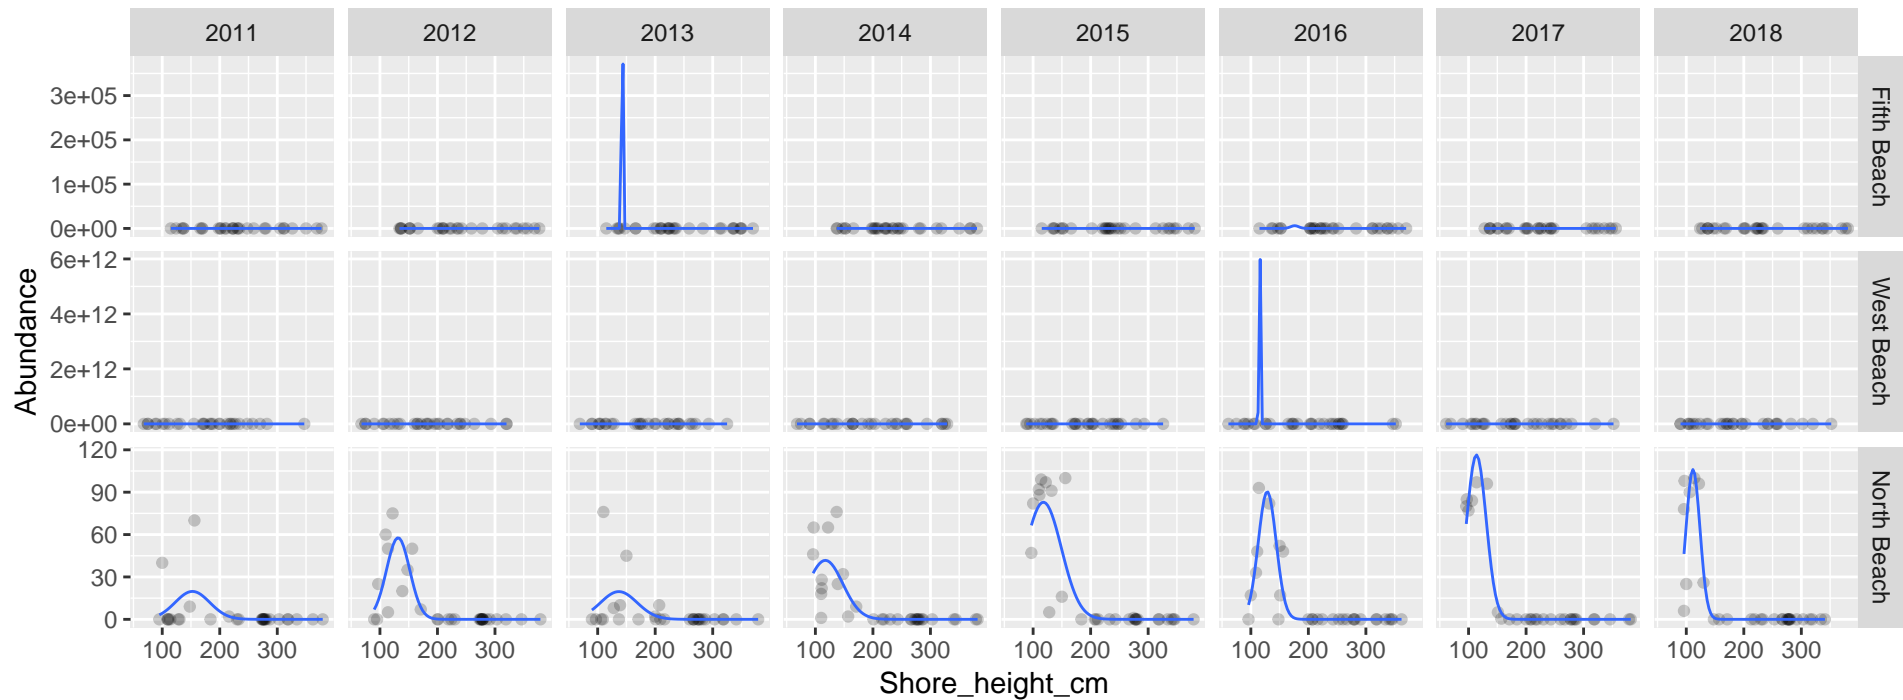 2011 2012 2013 2014 2015 2016 2017 2018
3e+05
2e+05
1e+05
0e+00
Fifth Beach
6e+12
4e+12
2e+12
0e+00
West Beach
120
90
60
30
0
North Beach
100 200 300 100 200 300 100 200 300 100 200 300 100 200 300 100 200 300 100 200 300 100 200 300
Shore_height_cm
Abundance